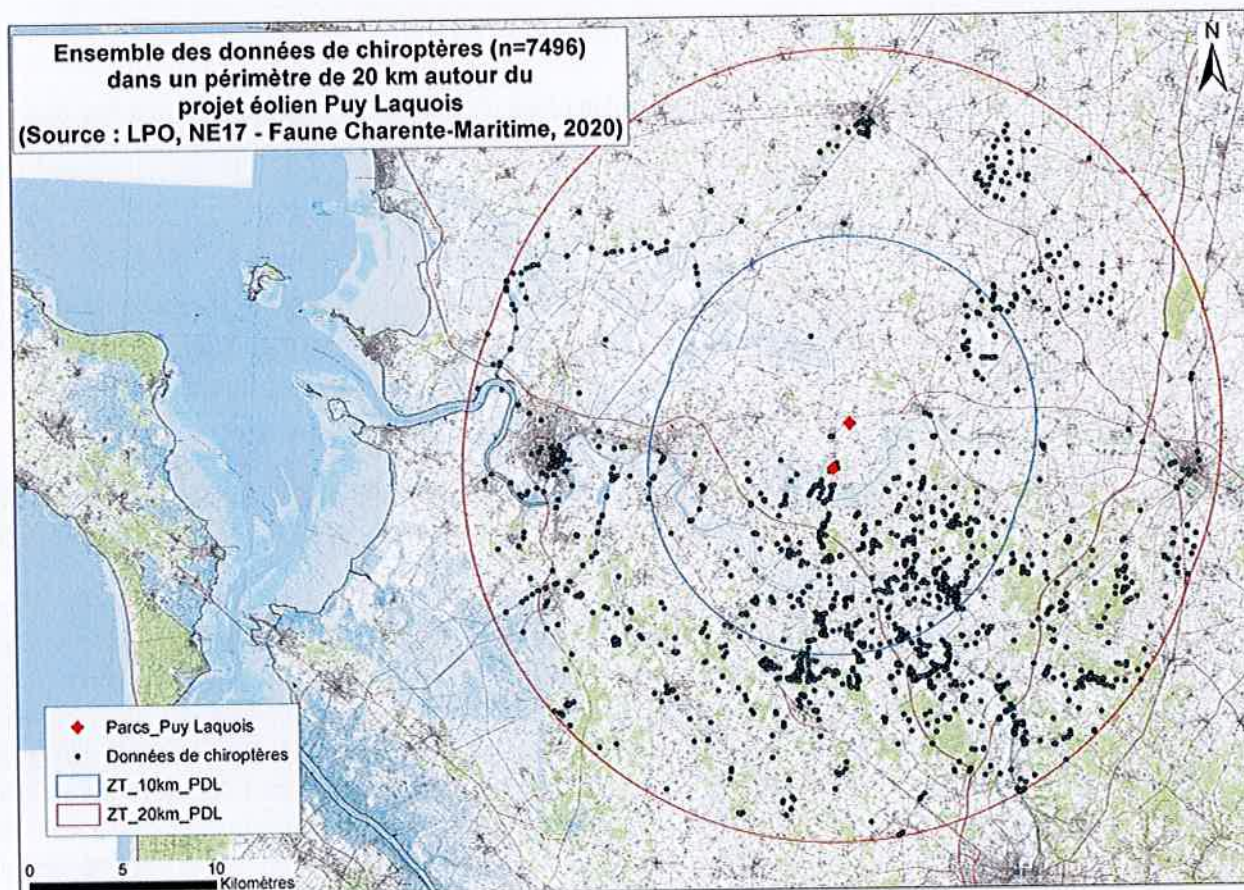 Ensemble des données de chiroptères (n=7496)
dans un périmètre de 20 km autour du
projet éolien Puy Laquois
(Source : LPO, NE17 - Faune Charente-Maritime, 2020)
N
Parcs_Puy Laquois
Données de chiroptères
ZT_10km_PDL
ZT_20km_PDL
0 5 10
Kilomètres